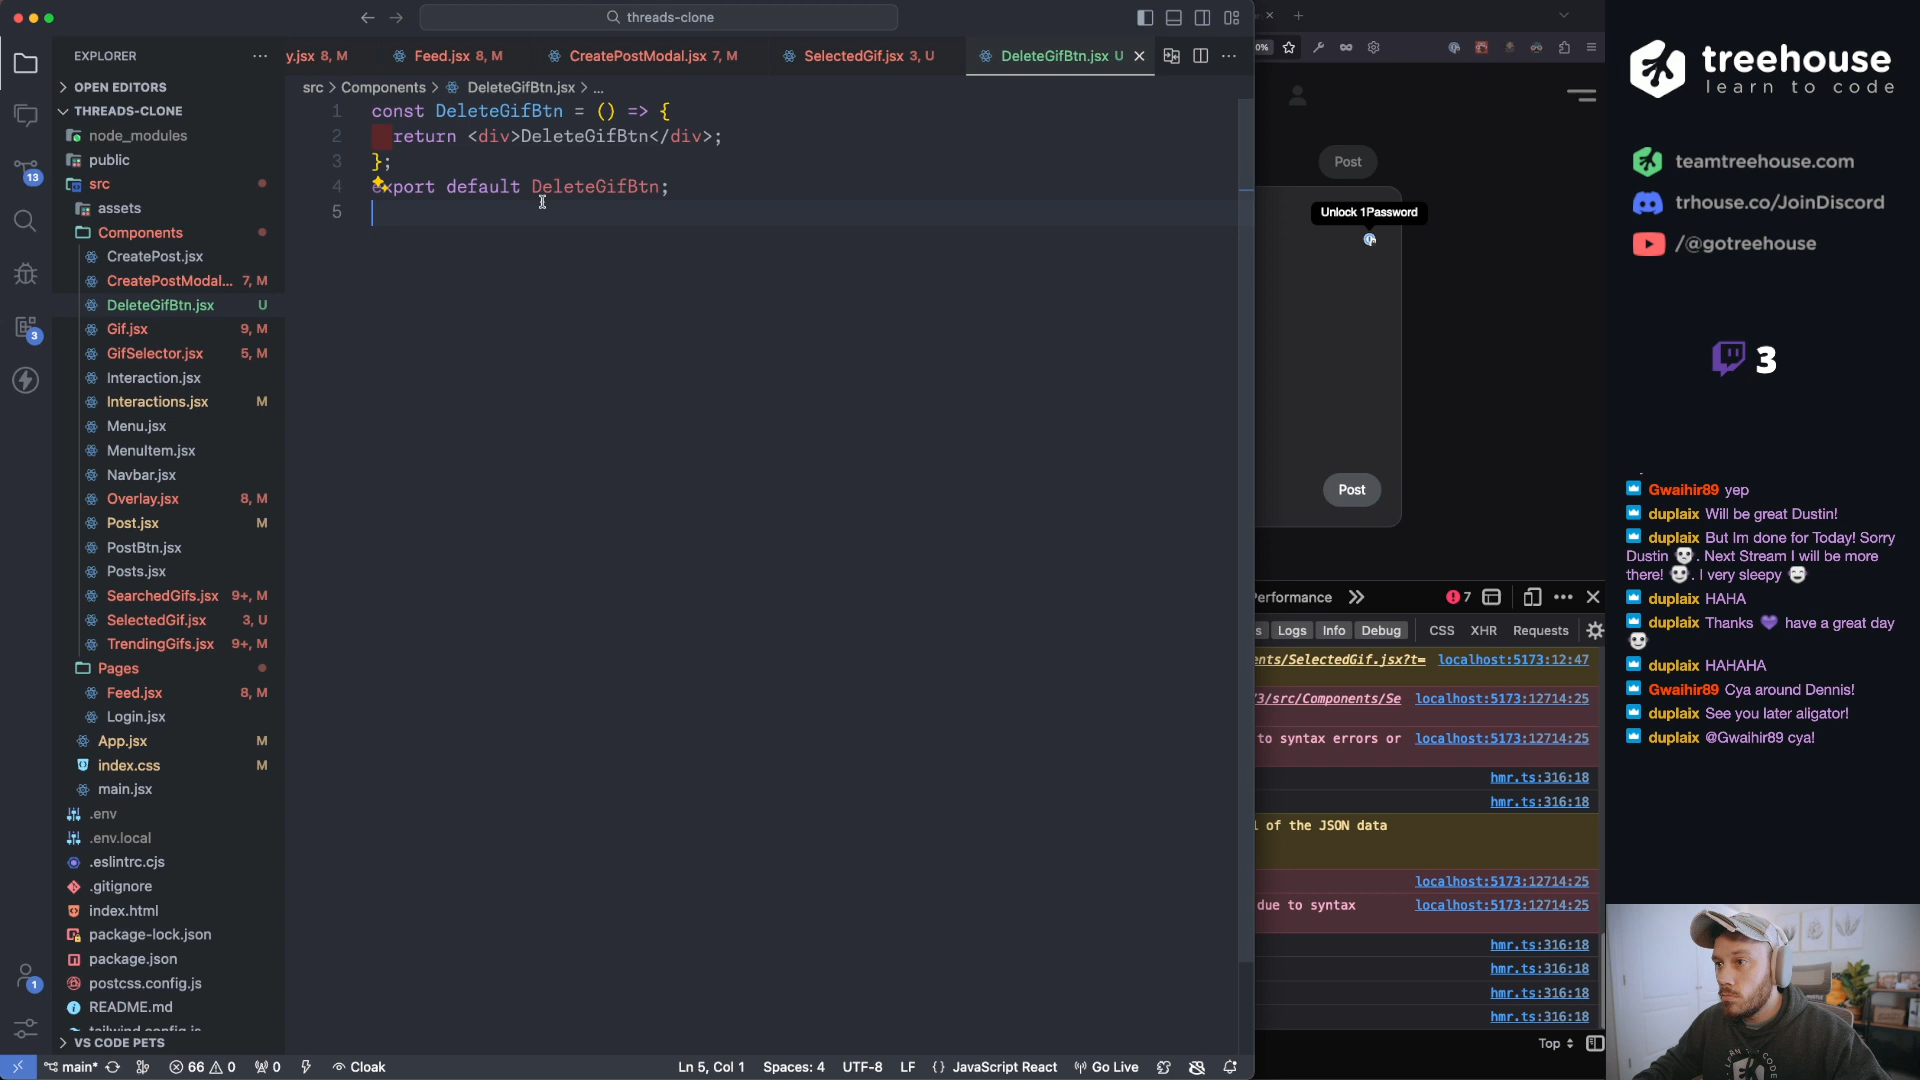 threads-clone
EXPLORER
y.jsx 8, M
Feed.jsx 8, M
CreatePostModal.jsx 7, M
SelectedGif.jsx 3, U
DeleteGifBtn.jsx U
OPEN EDITORS
THREADS-CLONE
node_modules
public
src
assets
Components
CreatePost.jsx
CreatePostModal... 7, M
DeleteGifBtn.jsx U
Gif.jsx 9, M
GifSelector.jsx 5, M
Interaction.jsx
Interactions.jsx M
Menu.jsx
MenuItem.jsx
Navbar.jsx
Overlay.jsx 8, M
Post.jsx M
PostBtn.jsx
Posts.jsx
SearchedGifs.jsx 9+, M
SelectedGif.jsx 3, U
TrendingGifs.jsx 9+, M
Pages
Feed.jsx 8, M
Login.jsx
App.jsx M
index.css M
main.jsx
.env
.env.local
.eslintrc.cjs
.gitignore
index.html
package-lock.json
package.json
postcss.config.js
README.md
tailwind.config.js
VS CODE PETS
13
3
1
src > Components > DeleteGifBtn.jsx > ...
1 const DeleteGifBtn = () => {
2 return <div>DeleteGifBtn</div>;
3 };
4 export default DeleteGifBtn;
5
main* 66 0 0 Cloak
Ln 5, Col 1 Spaces: 4 UTF-8 LF {} JavaScript React Go Live
0%
Post
Unlock 1Password
Post
Performance 7
s Logs Info Debug CSS XHR Requests
ents/SelectedGif.jsx?t= localhost:5173:12:47
3/src/Components/Se localhost:5173:12714:25
to syntax errors or localhost:5173:12714:25
hmr.ts:316:18
hmr.ts:316:18
l of the JSON data
localhost:5173:12714:25
due to syntax localhost:5173:12714:25
hmr.ts:316:18
hmr.ts:316:18
hmr.ts:316:18
hmr.ts:316:18
Top
treehouse
learn to code
teamtreehouse.com
trhouse.co/JoinDiscord
/@gotreehouse
3
Gwaihir89 yep
duplaix Will be great Dustin!
duplaix But Im done for Today! Sorry
Dustin . Next Stream I will be more
there! . I very sleepy
duplaix HAHA
duplaix Thanks 💜 have a great day
duplaix HAHAHA
Gwaihir89 Cya around Dennis!
duplaix See you later aligator!
duplaix @Gwaihir89 cya!